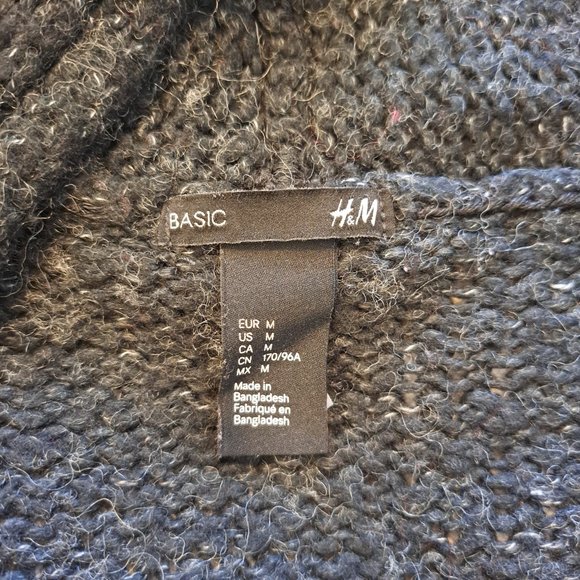 BASIC H&M
EUR M
US M
CA M
CN 170/96A
MX M
Made in
Bangladesh
Fabriqué en
Bangladesh